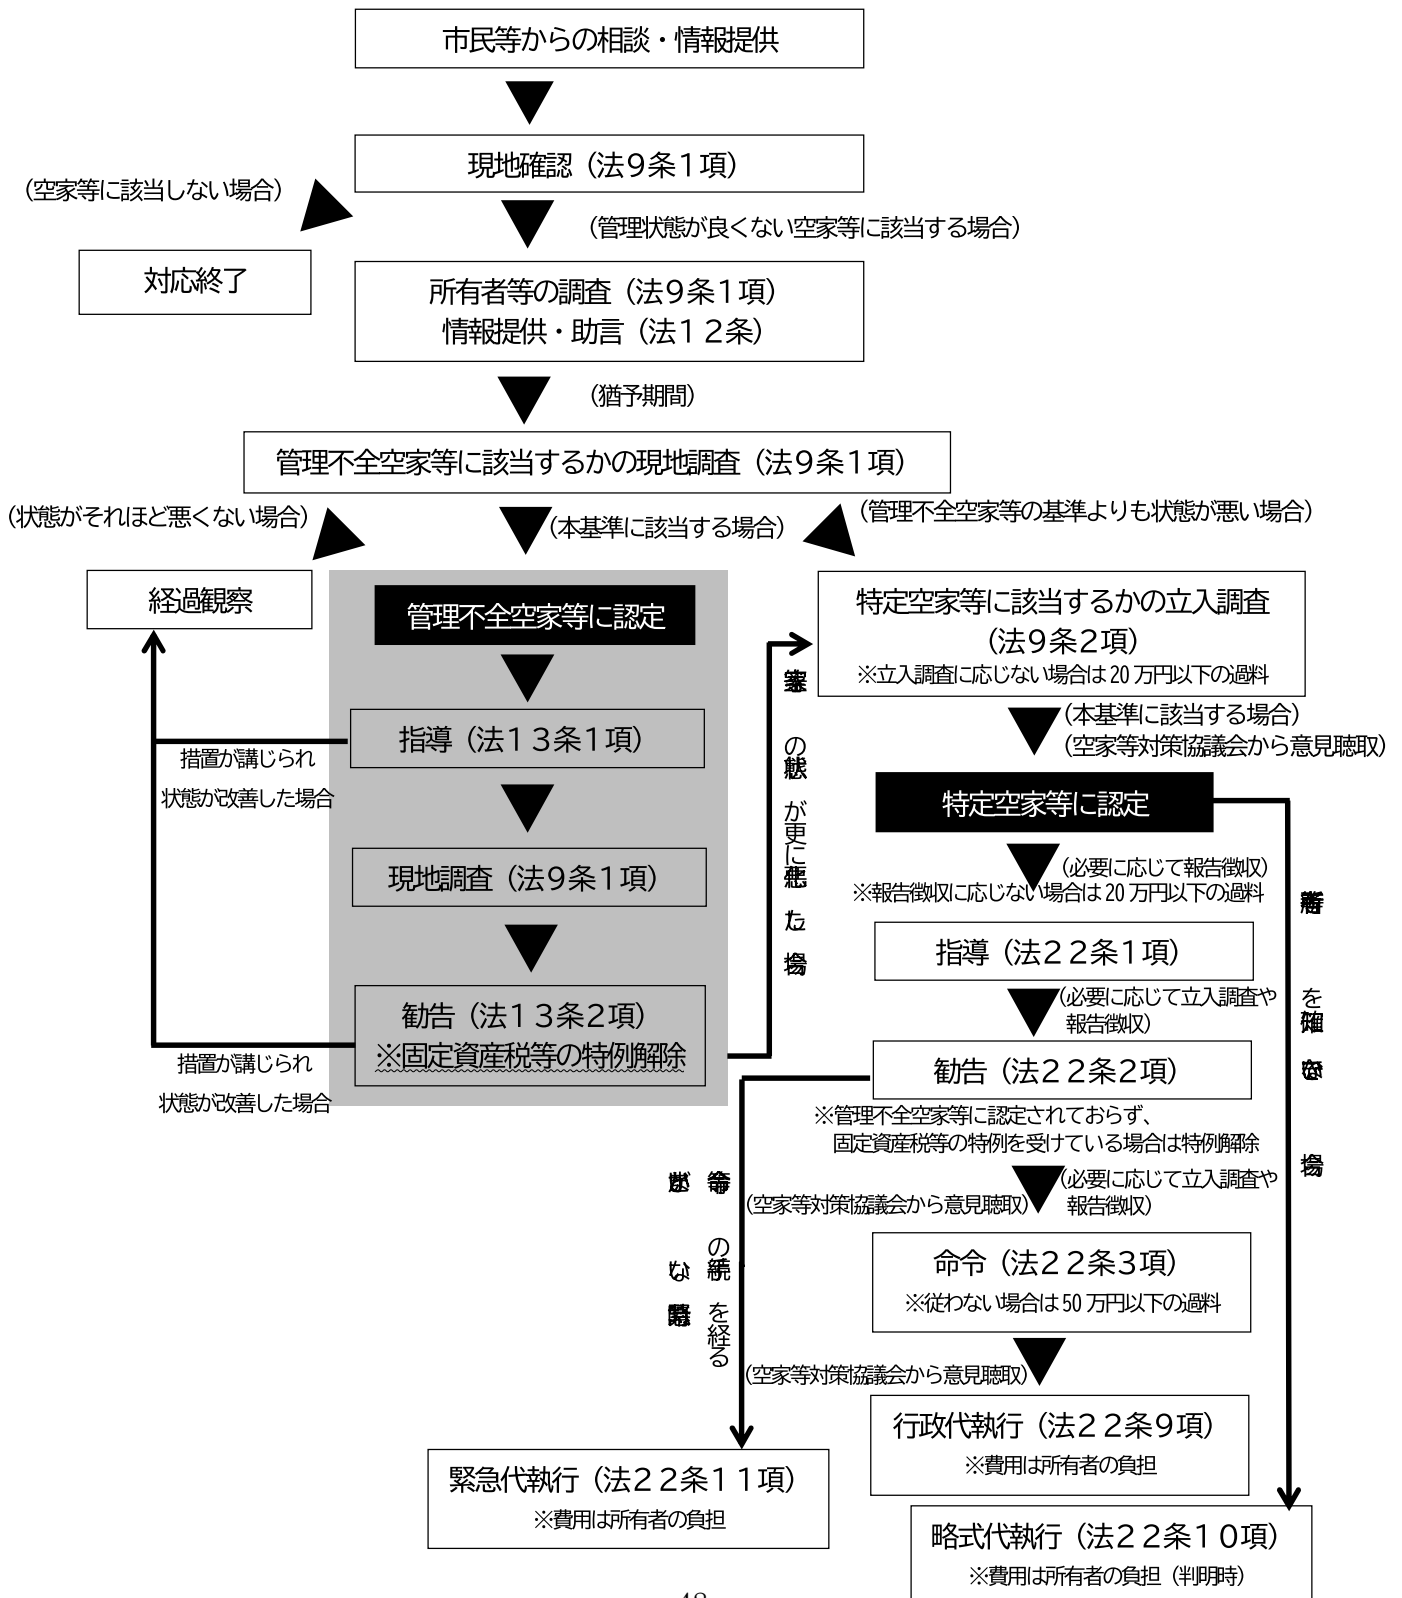 市民等からの相談・情報提供
現地確認（法９条１項）
（空家等に該当しない場合）
（管理状態が良くない空家等に該当する場合）
対応終了
所有者等の調査（法９条１項）
情報提供・助言（法１２条）
（猶予期間）
管理不全空家等に該当するかの現地調査（法９条１項）
（状態がそれほど悪くない場合）
（本基準に該当する場合）
（管理不全空家等の基準よりも状態が悪い場合）
経過観察
管理不全空家等に認定
特定空家等に該当するかの立入調査
（法９条２項）
※立入調査に応じない場合は 20 万円以下の過料
指導（法１３条１項）
措置が講じられ
状態が改善した場合
現地調査（法９条１項）
勧告（法１３条２項）
※固定資産税等の特例解除
措置が講じられ
状態が改善した場合
の状態が更に悪化した場合
（本基準に該当する場合）
（空家等対策協議会から意見聴取）
特定空家等に認定
（必要に応じて報告徴収）
※報告徴収に応じない場合は 20 万円以下の過料
指導（法２２条１項）
（必要に応じて立入調査や
報告徴収）
勧告（法２２条２項）
※管理不全空家等に認定されておらず、
固定資産税等の特例を受けている場合は特例解除
（必要に応じて立入調査や
報告徴収）
（空家等対策協議会から意見聴取）
命令（法２２条３項）
※従わない場合は 50 万円以下の過料
（空家等対策協議会から意見聴取）
行政代執行（法２２条９項）
※費用は所有者の負担
命令等の手続を経る
緊急代執行（法２２条１１項）
※費用は所有者の負担
略式代執行（法２２条１０項）
※費用は所有者の負担（判明時）